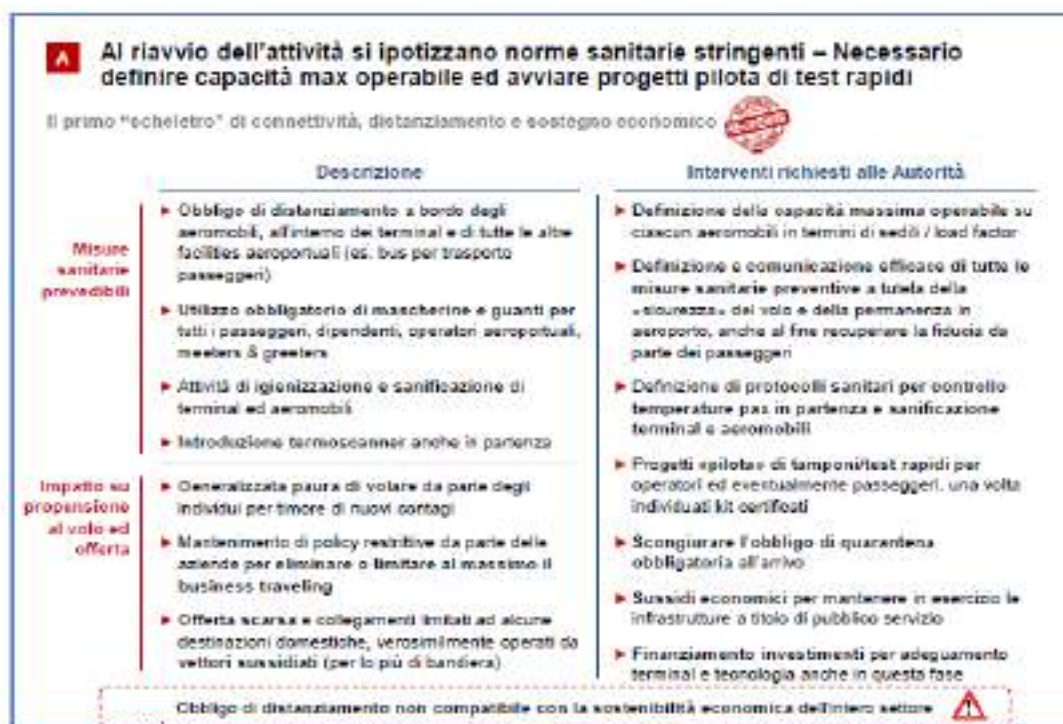 A
Al riavvio dell'attività si ipotizzano norme sanitarie stringenti – Necessario
definire capacità max operabile ed avviare progetti pilota di test rapidi
Il primo "scheletro" di connettività, distanziamento e sostegno economico
Descrizione
Misure
sanitarie
prevedibili
► Obbligo di distanziamento a bordo degli
aeromobili, all'interno dei terminal e di tutte le altre
facilities aeroportuali (es. bus per trasporto
passeggeri)
► Utilizzo obbligatorio di mascherine e guanti per
tutti i passeggeri, dipendenti, operatori aeroportuali,
meeters & greeters
► Attività di igienizzazione e sanificazione di
terminal ed aeromobili
► Introduzione termoscanner anche in partenza
Impatto su
propensione
al volo ed
offerta
► Generalizzata paura di volare da parte degli
individui per timore di nuovi contagi
► Mantenimento di policy restrittive da parte delle
aziende per eliminare o limitare al massimo il
business traveling
► Offerta scarsa e collegamenti limitati ad alcune
destinazioni domestiche, verosimilmente operati da
vettori sussidiati (per lo più di bandiera)
Interventi richiesti alle Autorità
► Definizione della capacità massima operabile su
ciascun aeromobili in termini di sedili / load factor
► Definizione e comunicazione efficace di tutte le
misure sanitarie preventive a tutela della
«sicurezza» del volo e della permanenza in
aeroporto, anche al fine recuperare la fiducia da
parte dei passeggeri
► Definizione di protocolli sanitari per controllo
temperature pax in partenza e sanificazione
terminal e aeromobili
► Progetti «pilota» di tamponi/test rapidi per
operatori ed eventualmente passeggeri, una volta
individuati kit certificati
► Scongiurare l'obbligo di quarantena
obbligatoria all'arrivo
► Sussidi economici per mantenere in esercizio le
infrastrutture a titolo di pubblico servizio
► Finanziamento investimenti per adeguamento
terminal e tecnologia anche in questa fase
Obbligo di distanziamento non compatibile con la sostenibilità economica dell'intero settore